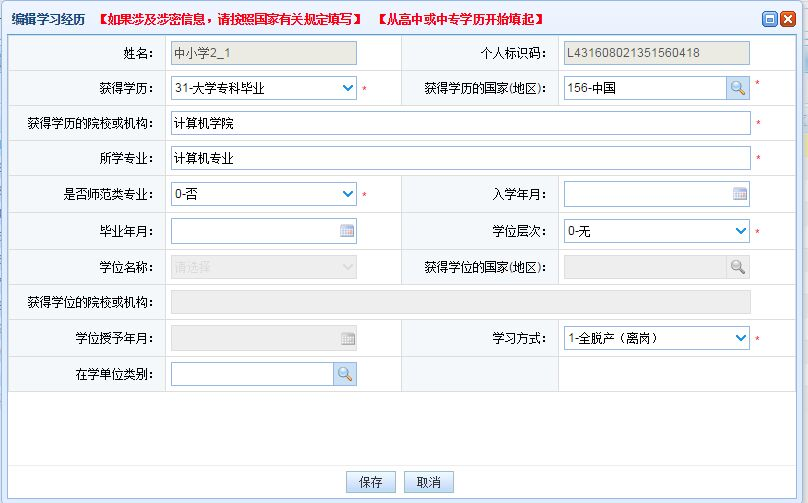 编辑学习经历 【如果涉及涉密信息，请按照国家有关规定填写】 【从高中或中专学历开始填起】
姓名： 中小学2_1 个人标识码： L431608021351560418
获得学历： 31-大学专科毕业 * 获得学历的国家(地区)： 156-中国 *
获得学历的院校或机构： 计算机学院 *
所学专业： 计算机专业 *
是否师范类专业： 0-否 * 入学年月：
毕业年月： 学位层次： 0-无 *
学位名称： 请选择 获得学位的国家(地区)：
获得学位的院校或机构：
学位授予年月： 学习方式： 1-全脱产（离岗） *
在学单位类别：
保存 取消